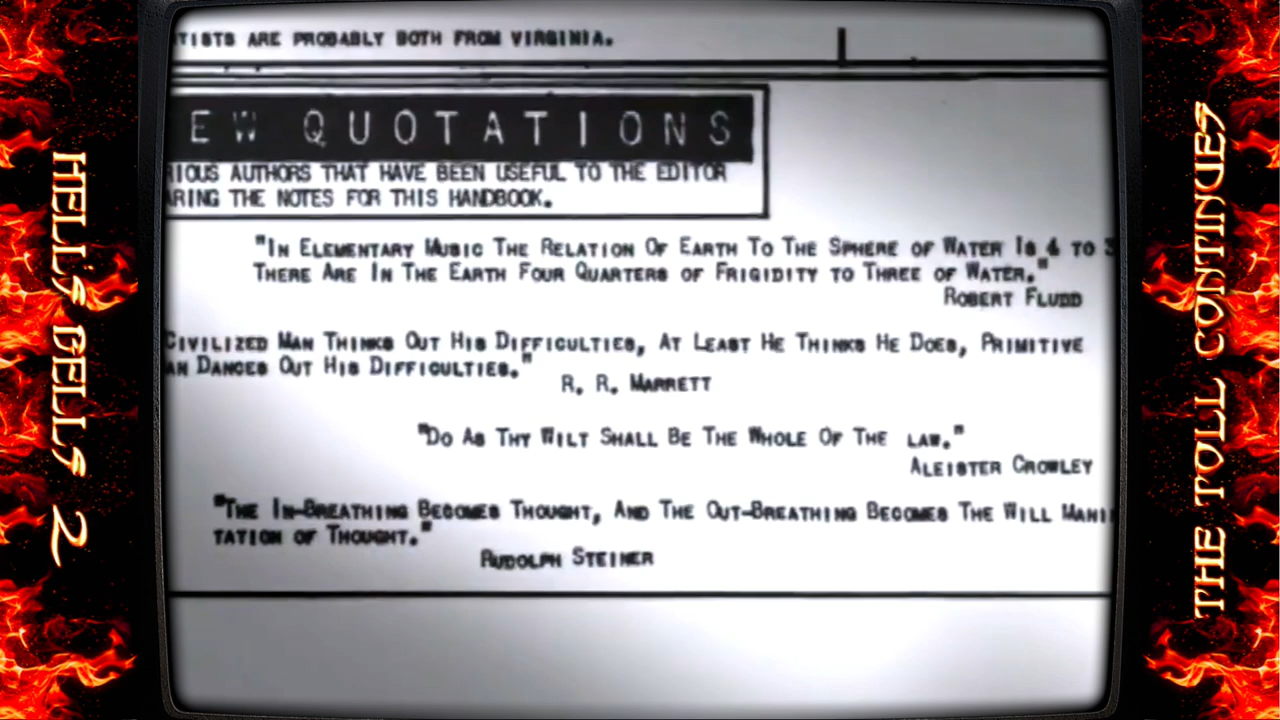 HELL'S BELLS 2
TISTS ARE PROBABLY BOTH FROM VIRGINIA.
EW QUOTATIONS
RIOUS AUTHORS THAT HAVE BEEN USEFUL TO THE EDITOR
ARING THE NOTES FOR THIS HANDBOOK.
"IN ELEMENTARY MUSIC THE RELATION OF EARTH TO THE SPHERE OF WATER IS 4 TO 3
THERE ARE IN THE EARTH FOUR QUARTERS OF FRIGIDITY TO THREE OF WATER."
ROBERT FLUDD
CIVILIZED MAN THINKS OUT HIS DIFFICULTIES, AT LEAST HE THINKS HE DOES, PRIMITIVE
AN DANCES OUT HIS DIFFICULTIES."
R. R. MARRETT
"DO AS THY WILT SHALL BE THE WHOLE OF THE LAW."
ALEISTER CROWLEY
"THE IN-BREATHING BECOMES THOUGHT, AND THE OUT-BREATHING BECOMES THE WILL MANI
TATION OF THOUGHT."
RUDOLPH STEINER
THE TOLL CONTINUES